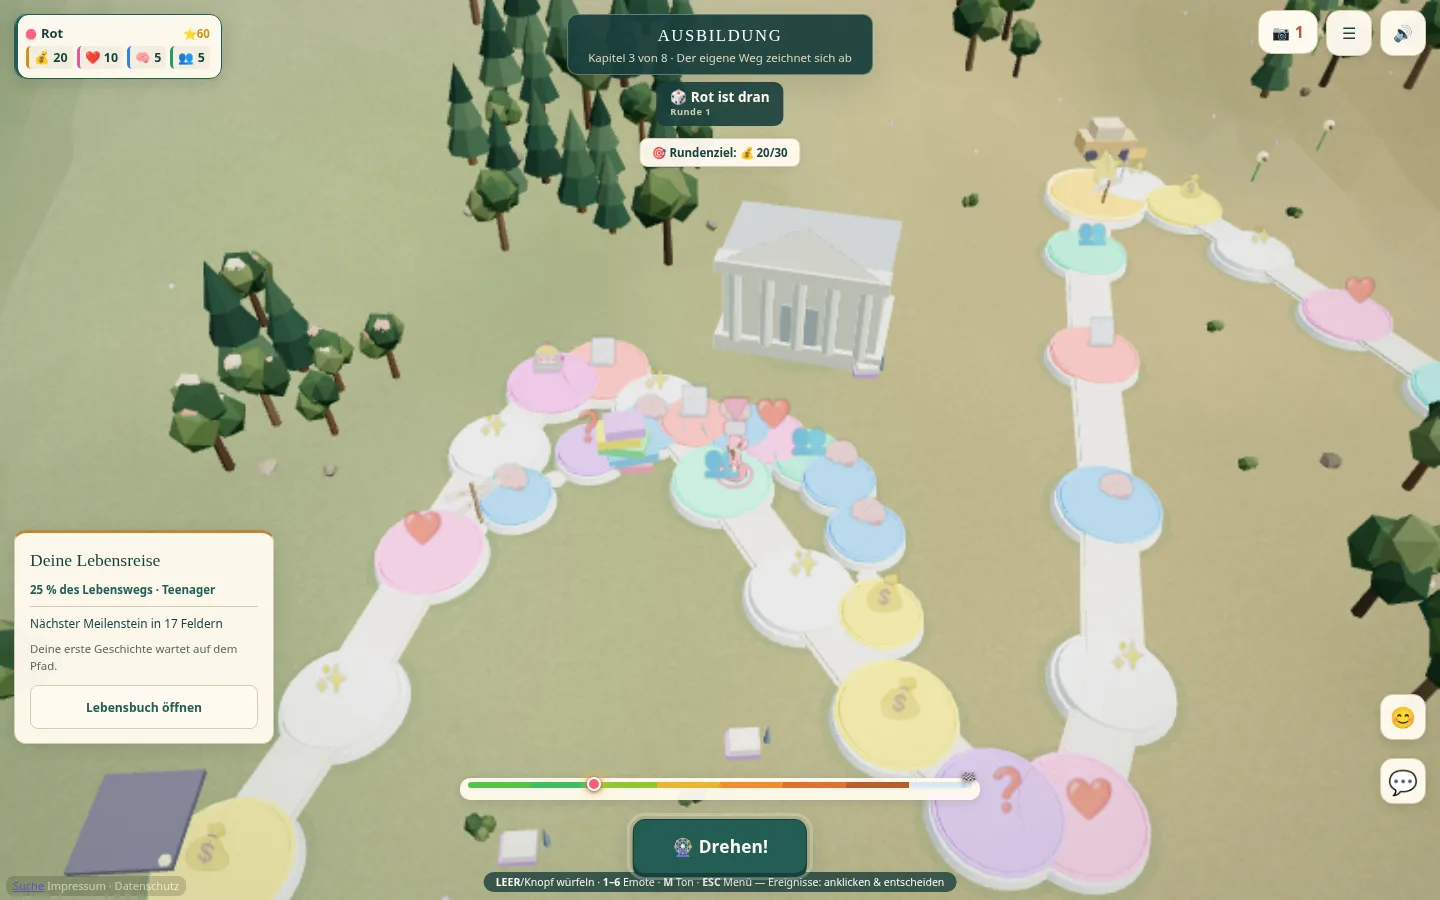 Rot
60
20
10
5
5
AUSBILDUNG
Kapitel 3 von 8 · Der eigene Weg zeichnet sich ab
Rot ist dran
Runde 1
Rundenziel: 20/30
1
Deine Lebensreise
25 % des Lebenswegs · Teenager
Nächster Meilenstein in 17 Feldern
Deine erste Geschichte wartet auf dem
Pfad.
Lebensbuch öffnen
Drehen!
LEER/Knopf würfeln · 1–6 Emote · M Ton · ESC Menü — Ereignisse: anklicken & entscheiden
Suche Impressum · Datenschutz